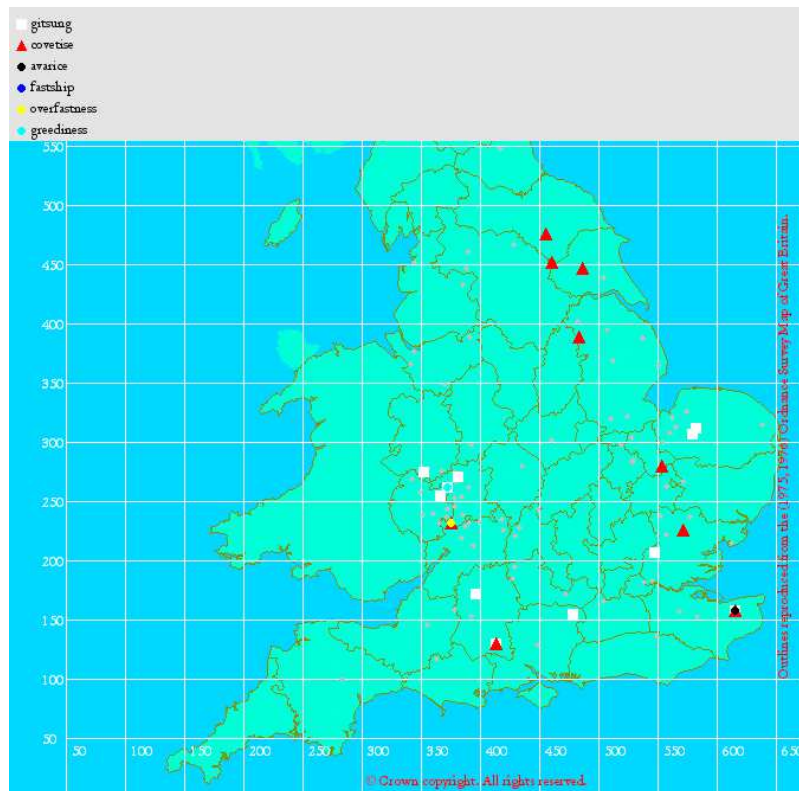 gitsung
covetise
avarice
fastship
overfastness
greediness
550
500
450
400
350
300
250
200
150
100
50
50 100 150 200 250 300 350 400 450 500 550 600 650
Outlines reproduced from the (1975, 1976) Ordnance Survey Map of Great Britain.
© Crown copyright. All rights reserved.